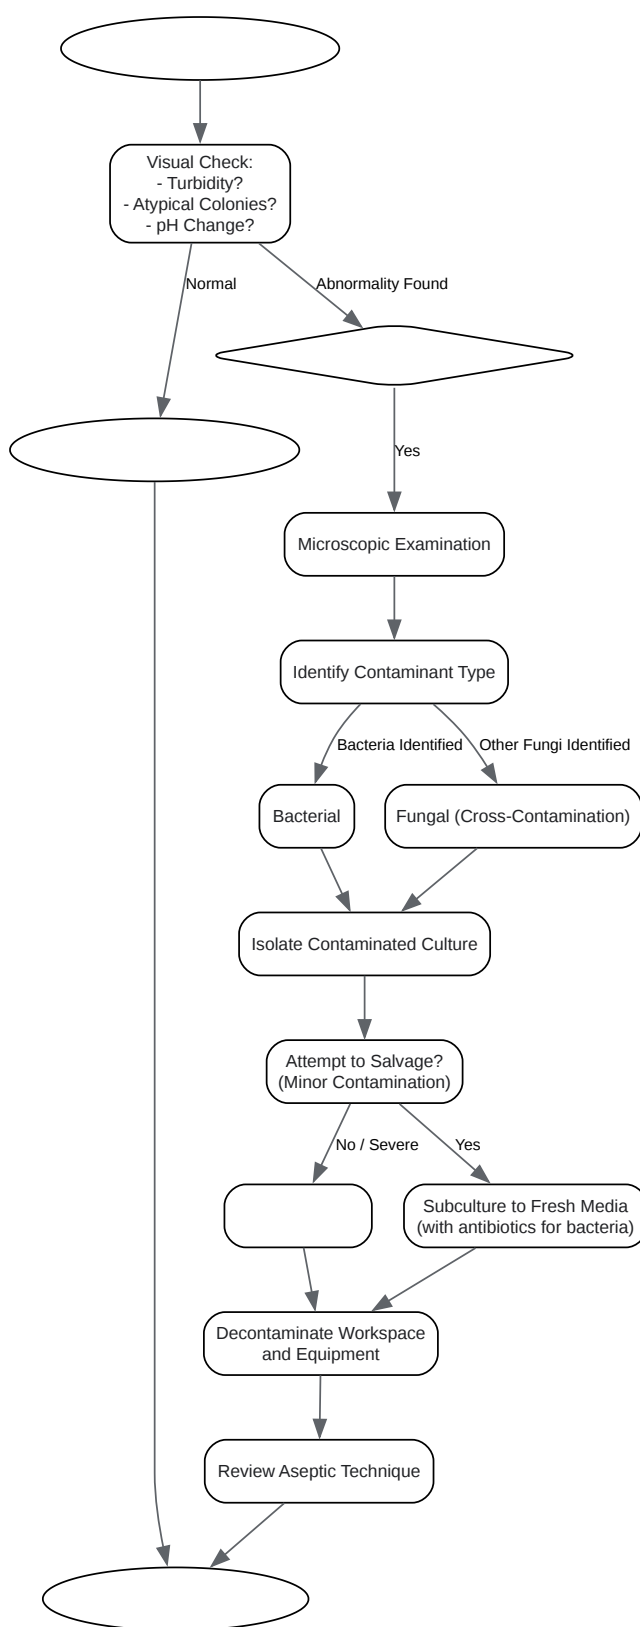 Visual Check:
- Turbidity?
- Atypical Colonies?
- pH Change?
Normal
Abnormality Found
Yes
Microscopic Examination
Identify Contaminant Type
Bacteria Identified
Other Fungi Identified
Bacterial
Fungal (Cross-Contamination)
Isolate Contaminated Culture
Attempt to Salvage?
(Minor Contamination)
No / Severe
Yes
Subculture to Fresh Media
(with antibiotics for bacteria)
Decontaminate Workspace
and Equipment
Review Aseptic Technique